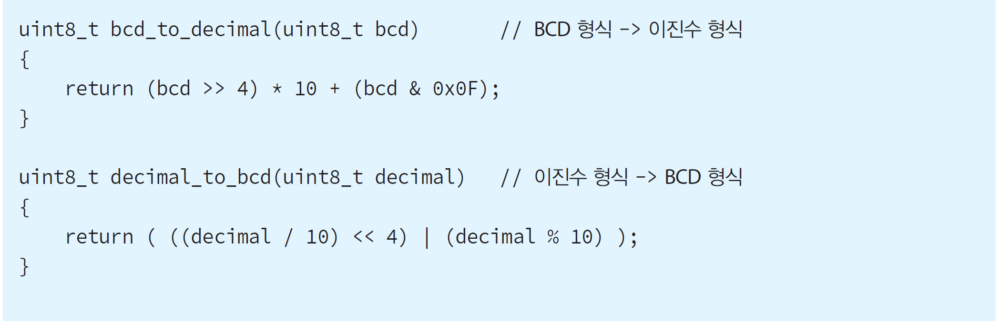 uint8_t bcd_to_decimal(uint8_t bcd)       // BCD 형식 -> 이진수 형식
{
    return (bcd >> 4) * 10 + (bcd & 0x0F);
}
uint8_t decimal_to_bcd(uint8_t decimal)   // 이진수 형식 -> BCD 형식
{
    return ( ((decimal / 10) << 4) | (decimal % 10) );
}